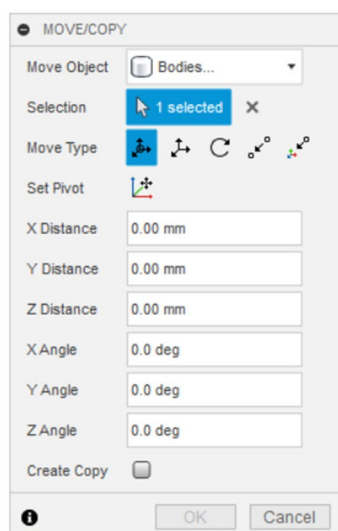 MOVE/COPY
Move Object Bodies...
Selection 1 selected
Move Type
Set Pivot
X Distance 0.00 mm
Y Distance 0.00 mm
Z Distance 0.00 mm
X Angle 0.0 deg
Y Angle 0.0 deg
Z Angle 0.0 deg
Create Copy
OK Cancel